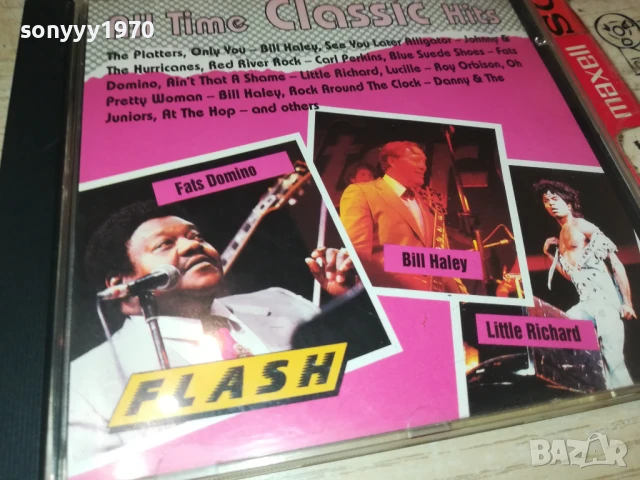 sonyyy1970
Time Classic Hits
The Platters, Only You – Bill Haley, See You Later Alligator – Johnny &
The Hurricanes, Red River Rock – Carl Perkins, Blue Suede Shoes – Fats
Domino, Ain't That A Shame – Little Richard, Lucille – Roy Orbison, Oh
Pretty Woman – Bill Haley, Rock Around The Clock – Danny & The
Juniors, At The Hop – and others
Fats Domino
Bill Haley
Little Richard
FLASH
maxell
BAZAR